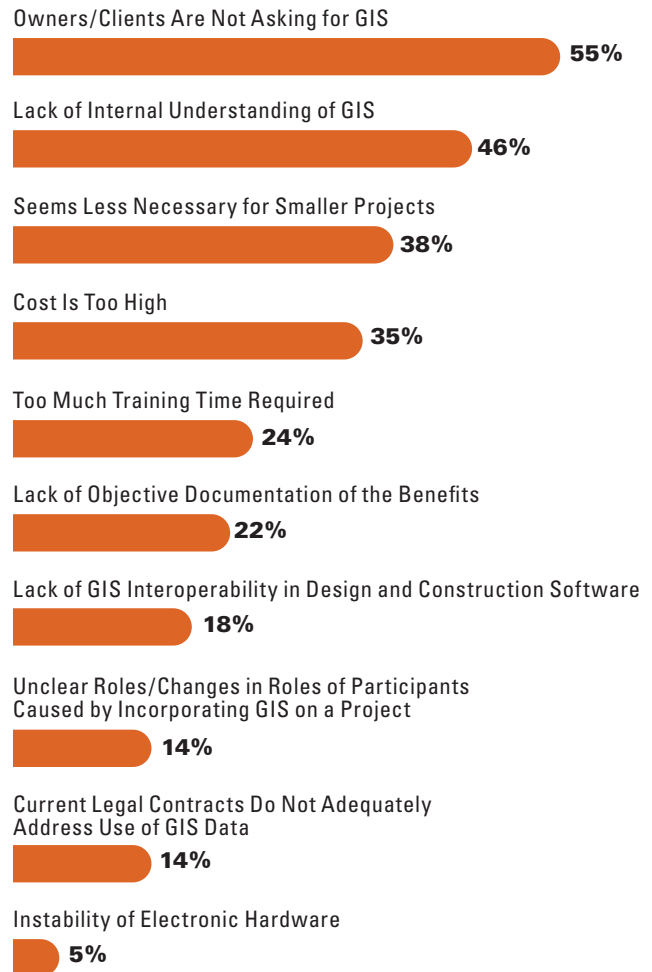 Owners/Clients Are Not Asking for GIS
55%
Lack of Internal Understanding of GIS
46%
Seems Less Necessary for Smaller Projects
38%
Cost Is Too High
35%
Too Much Training Time Required
24%
Lack of Objective Documentation of the Benefits
22%
Lack of GIS Interoperability in Design and Construction Software
18%
Unclear Roles/Changes in Roles of Participants
Caused by Incorporating GIS on a Project
14%
Current Legal Contracts Do Not Adequately
Address Use of GIS Data
14%
Instability of Electronic Hardware
5%